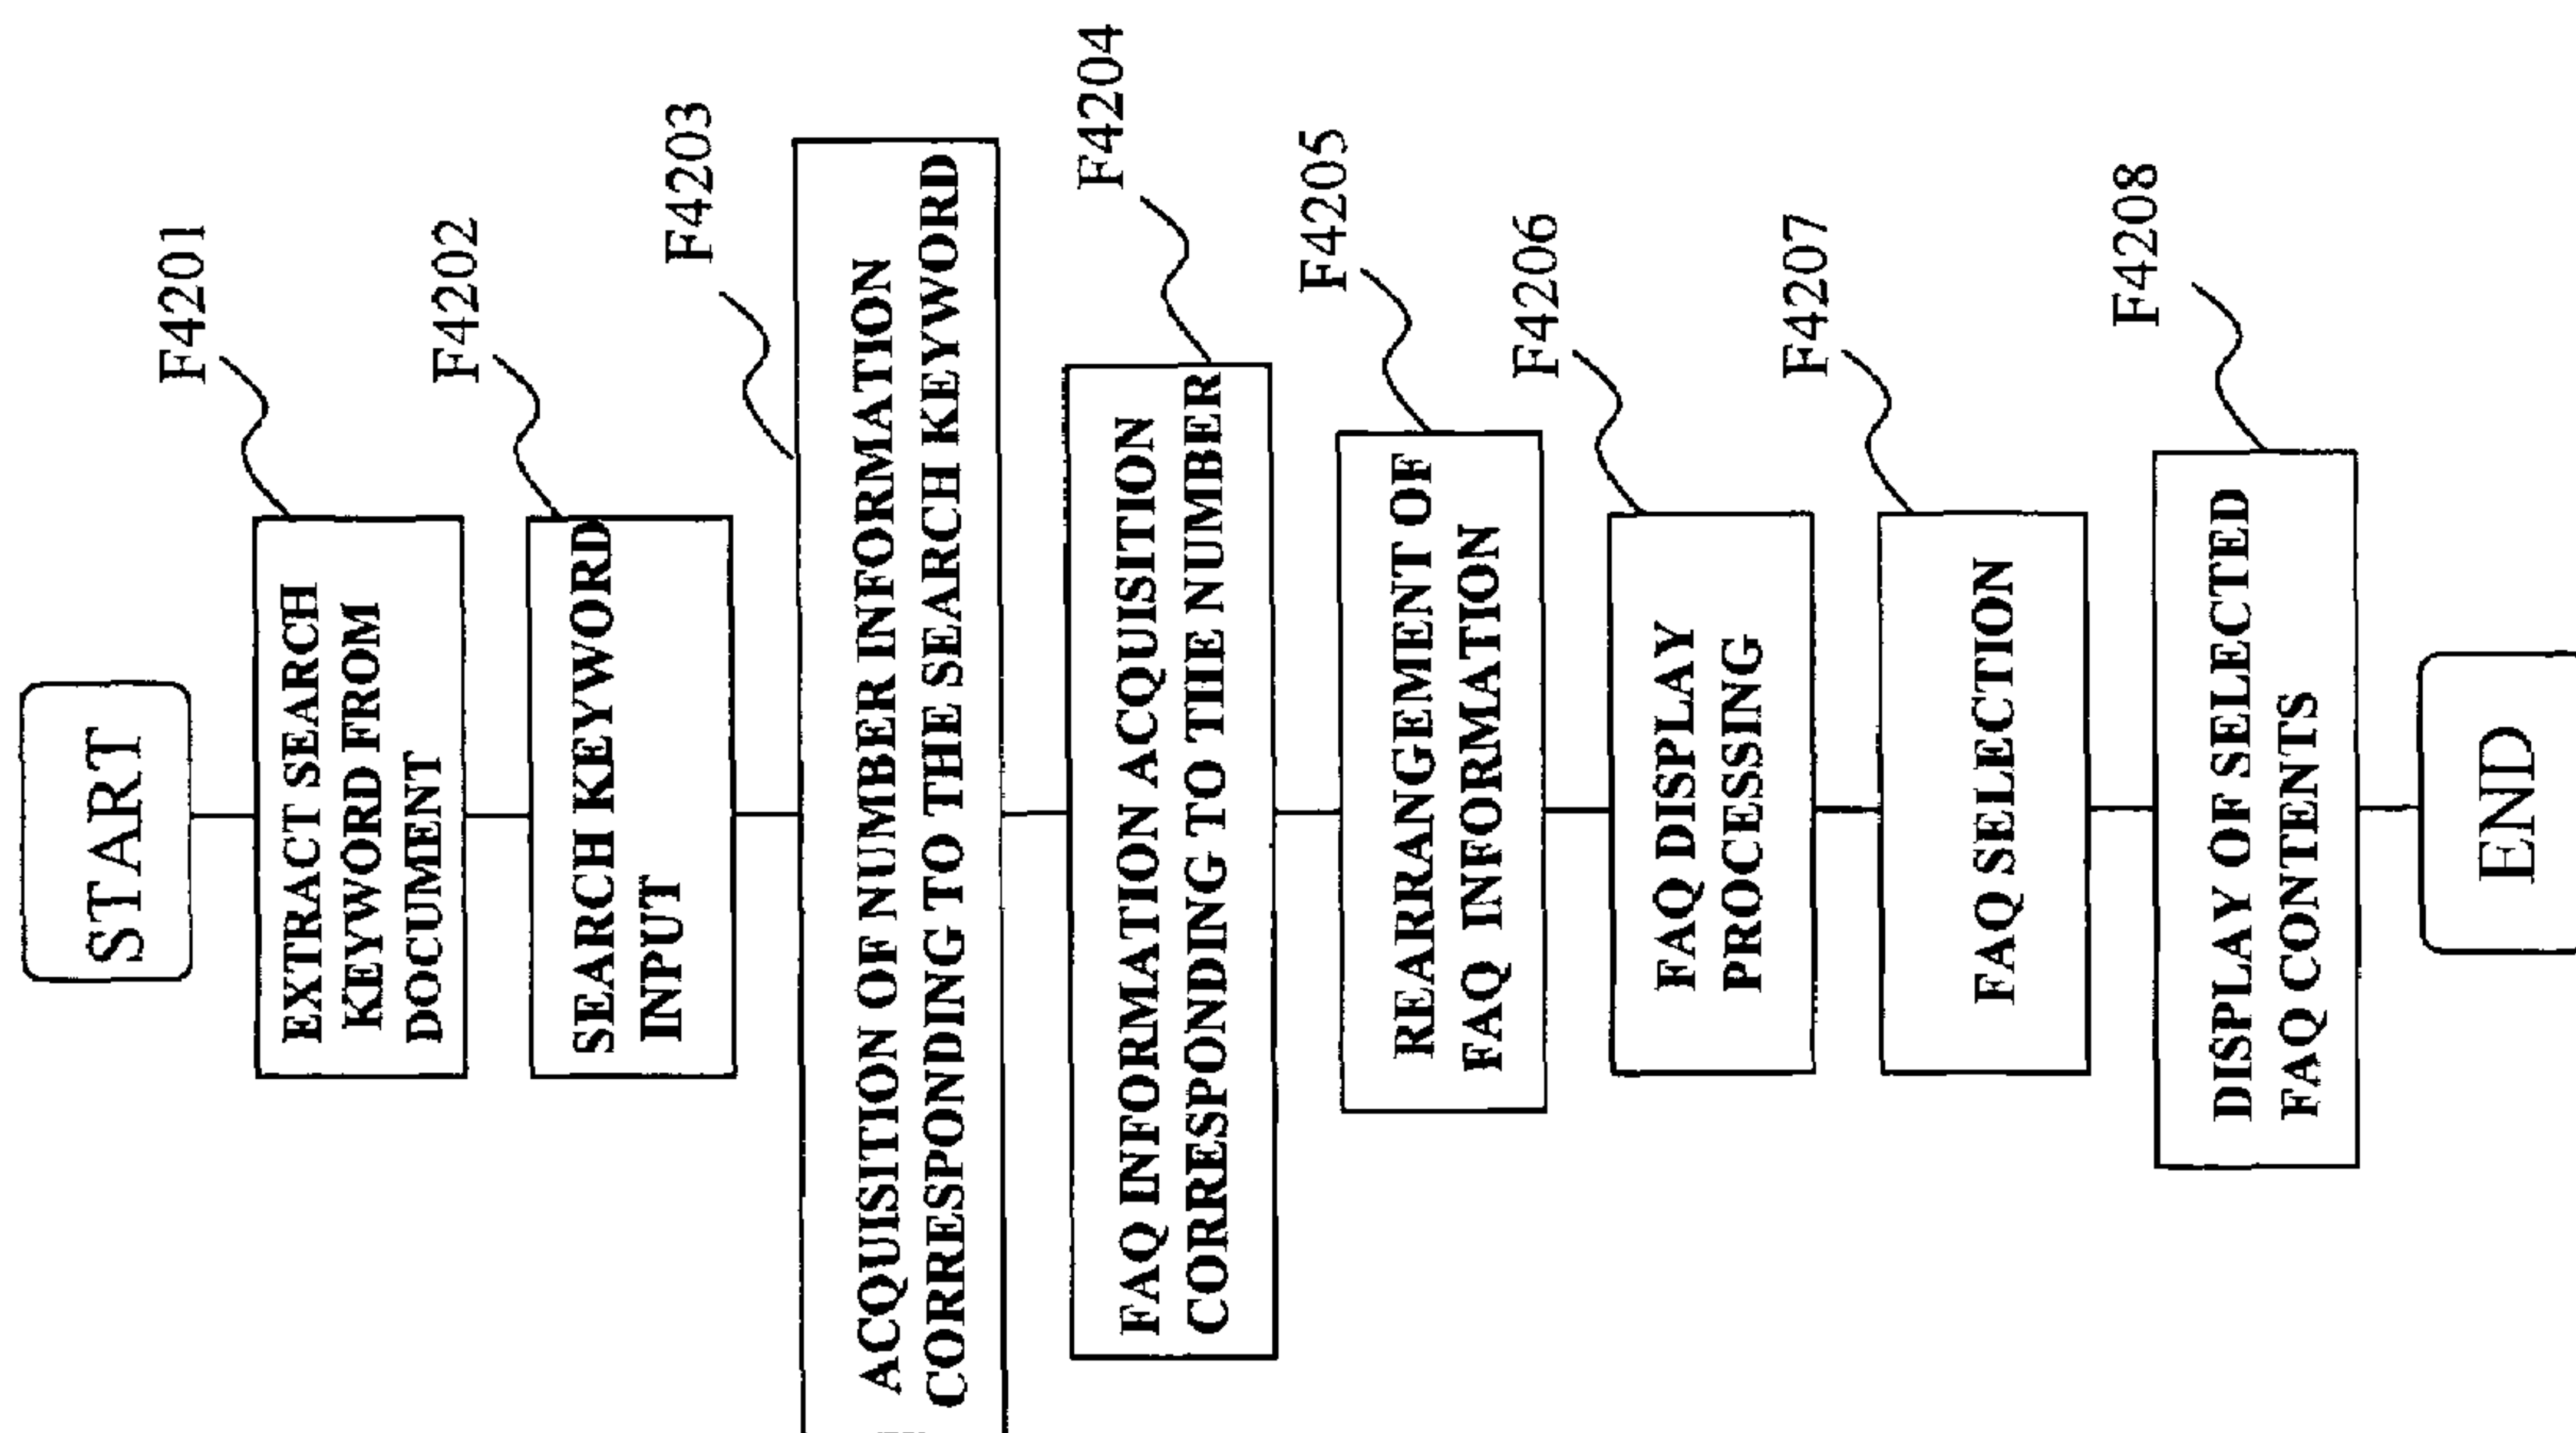 START
F4201
EXTRACT SEARCH
KEYWORD FROM
DOCUMENT
F4202
SEARCH KEYWORD
INPUT
F4203
ACQUISITION OF NUMBER INFORMATION
CORRESPONDING TO THE SEARCH KEYWORD
F4204
FAQ INFORMATION ACQUISITION
CORRESPONDING TO THE NUMBER
F4205
REARRANGEMENT OF
FAQ INFORMATION
F4206
FAQ DISPLAY
PROCESSING
F4207
FAQ SELECTION
F4208
DISPLAY OF SELECTED
FAQ CONTENTS
END